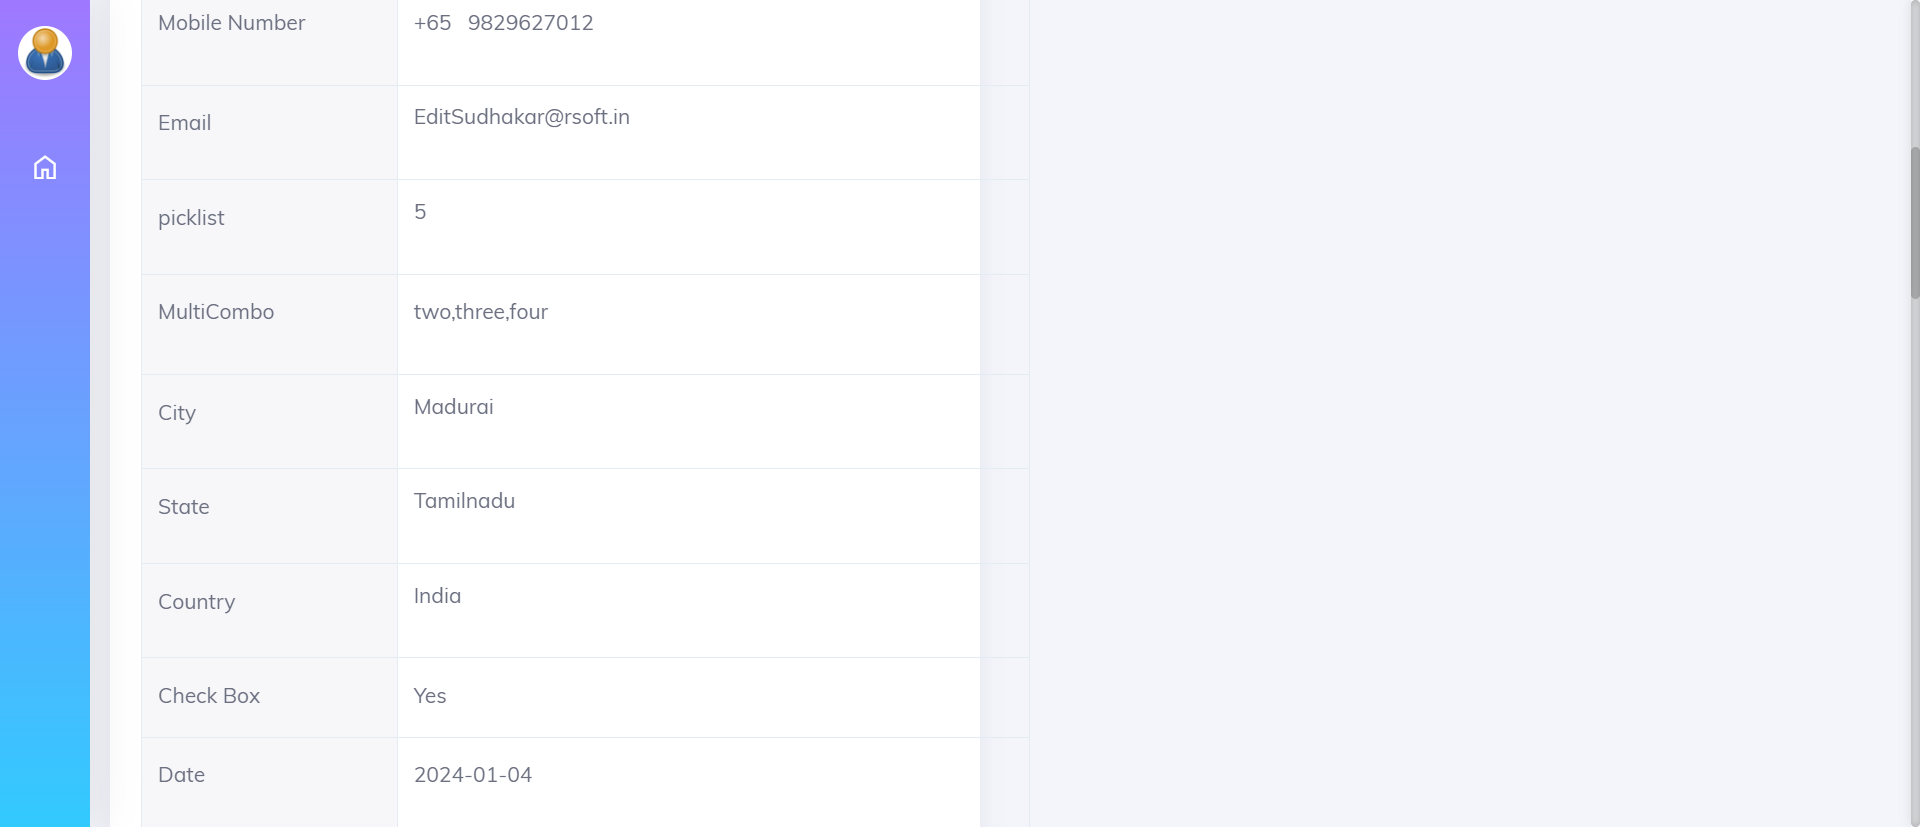 Mobile Number +65 9829627012
Email EditSudhakar@rsoft.in
picklist 5
MultiCombo two,three,four
City Madurai
State Tamilnadu
Country India
Check Box Yes
Date 2024-01-04